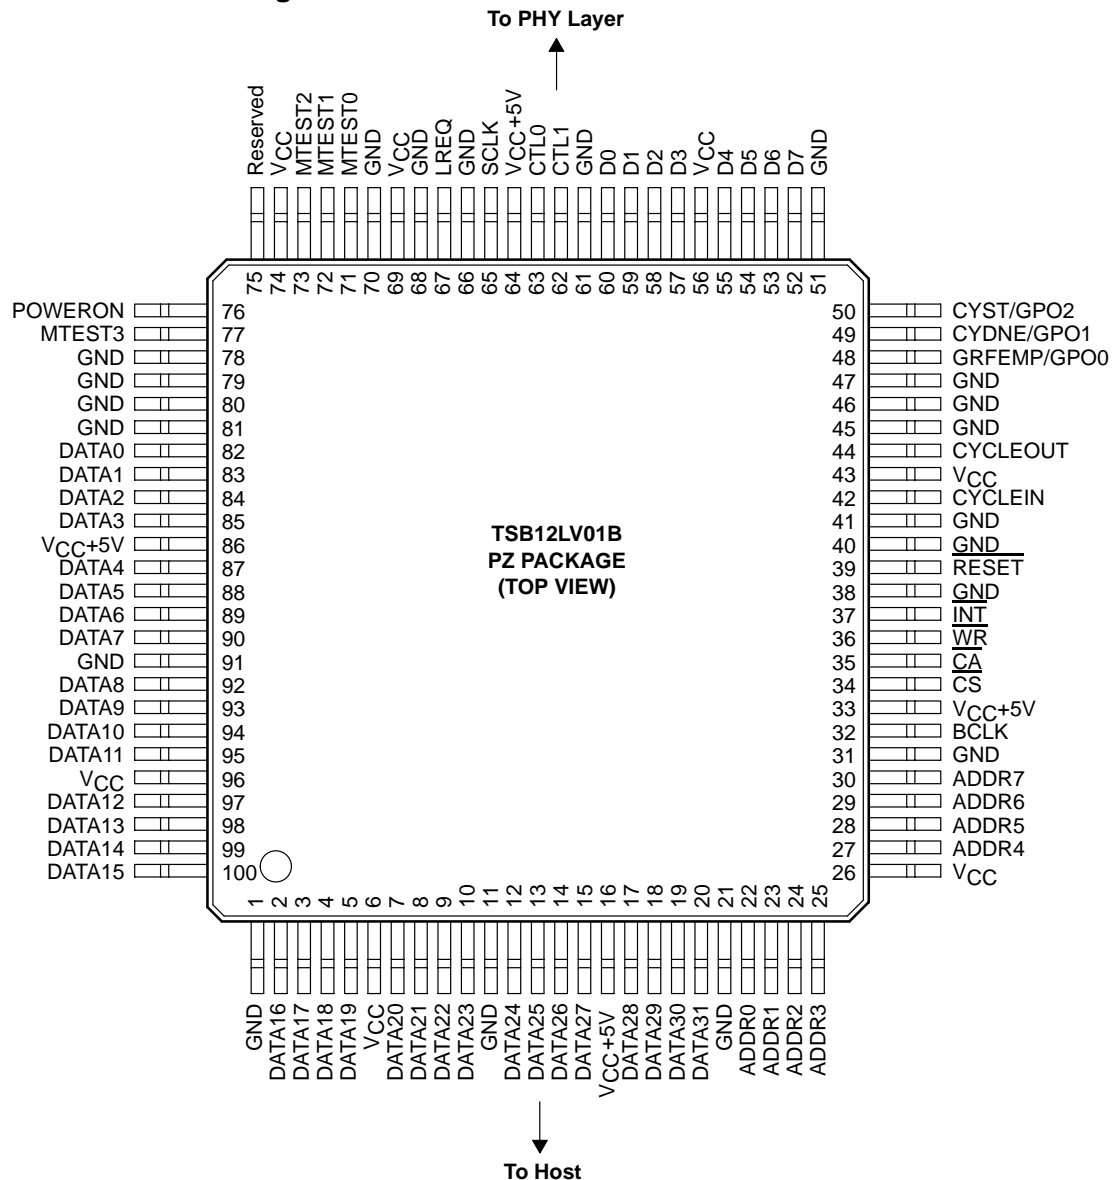 To PHY Layer
Reserved
VCC
MTEST2
MTEST1
MTEST0
GND
VCC
GND
LREQ
GND
SCLK
VCC+5V
CTL0
CTL1
GND
D0
D1
D2
D3
VCC
D4
D5
D6
D7
GND
75 74 73 72 71 70 69 68 67 66 65 64 63 62 61 60 59 58 57 56 55 54 53 52 51
POWERON 76
MTEST3 77
GND 78
GND 79
GND 80
GND 81
DATA0 82
DATA1 83
DATA2 84
DATA3 85
VCC+5V 86
DATA4 87
DATA5 88
DATA6 89
DATA7 90
GND 91
DATA8 92
DATA9 93
DATA10 94
DATA11 95
VCC 96
DATA12 97
DATA13 98
DATA14 99
DATA15 100
TSB12LV01B
PZ PACKAGE
(TOP VIEW)
50 CYST/GPO2
49 CYDNE/GPO1
48 GRFEMP/GPO0
47 GND
46 GND
45 GND
44 CYCLEOUT
43 VCC
42 CYCLEIN
41 GND
40 GND
39 RESET
38 GND
37 INT
36 WR
35 CA
34 CS
33 VCC+5V
32 BCLK
31 GND
30 ADDR7
29 ADDR6
28 ADDR5
27 ADDR4
26 VCC
1 2 3 4 5 6 7 8 9 10 11 12 13 14 15 16 17 18 19 20 21 22 23 24 25
GND
DATA16
DATA17
DATA18
DATA19
VCC
DATA20
DATA21
DATA22
DATA23
GND
DATA24
DATA25
DATA26
DATA27
VCC+5V
DATA28
DATA29
DATA30
DATA31
GND
ADDR0
ADDR1
ADDR2
ADDR3
To Host